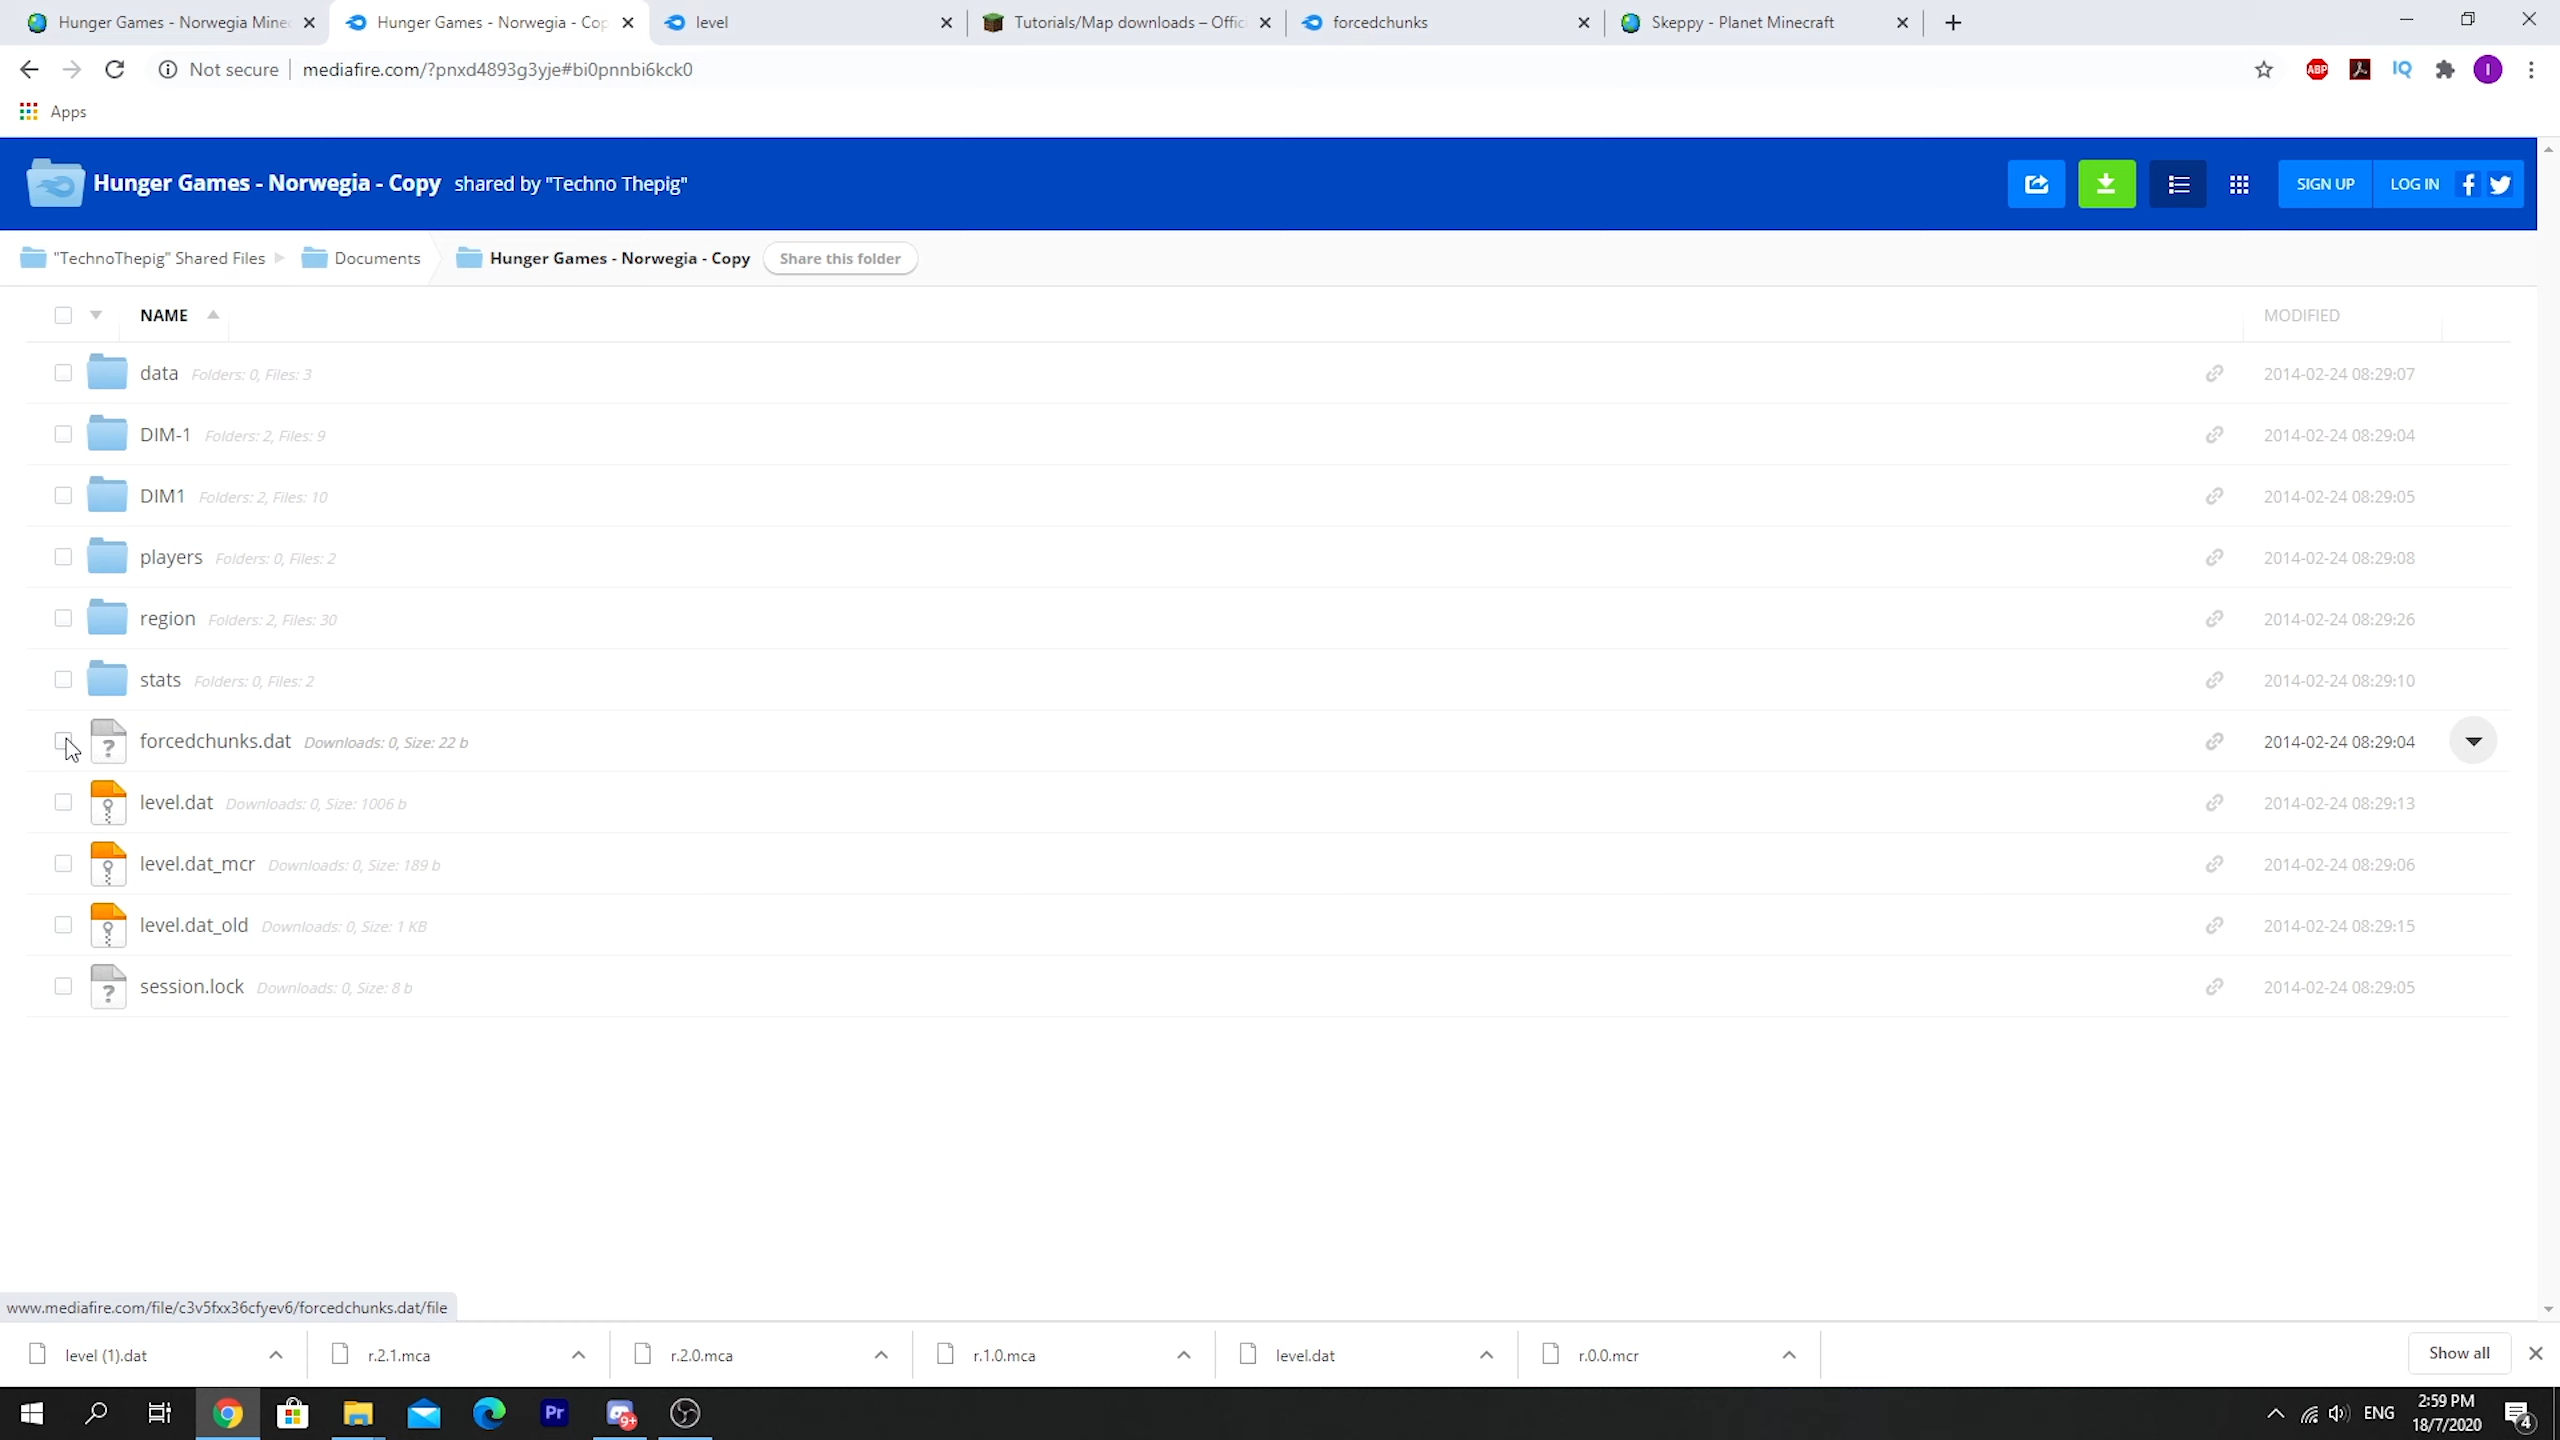 Hunger Games - Norwegia Mine
Hunger Games - Norwegia - Cop
level
Tutorials/Map downloads – Offic
forcedchunks
Skeppy - Planet Minecraft
Not secure
mediafire.com/?pnxd4893g3yje#bi0pnnbi6kck0
ABP
IQ
I
Apps
Hunger Games - Norwegia - Copy shared by "Techno Thepig"
SIGN UP
LOG IN
"TechnoThepig" Shared Files
Documents
Hunger Games - Norwegia - Copy
Share this folder
NAME
MODIFIED
data Folders: 0, Files: 3 2014-02-24 08:29:07
DIM-1 Folders: 2, Files: 9 2014-02-24 08:29:04
DIM1 Folders: 2, Files: 10 2014-02-24 08:29:05
players Folders: 0, Files: 2 2014-02-24 08:29:08
region Folders: 2, Files: 30 2014-02-24 08:29:26
stats Folders: 0, Files: 2 2014-02-24 08:29:10
? forcedchunks.dat Downloads: 0, Size: 22 b 2014-02-24 08:29:04
level.dat Downloads: 0, Size: 1006 b 2014-02-24 08:29:13
level.dat_mcr Downloads: 0, Size: 189 b 2014-02-24 08:29:06
level.dat_old Downloads: 0, Size: 1 KB 2014-02-24 08:29:15
? session.lock Downloads: 0, Size: 8 b 2014-02-24 08:29:05
www.mediafire.com/file/c3v5fxx36cfyev6/forcedchunks.dat/file
level (1).dat
r.2.1.mca
r.2.0.mca
r.1.0.mca
level.dat
r.0.0.mcr
Show all
Pr
9+
ENG
2:59 PM
18/7/2020
4